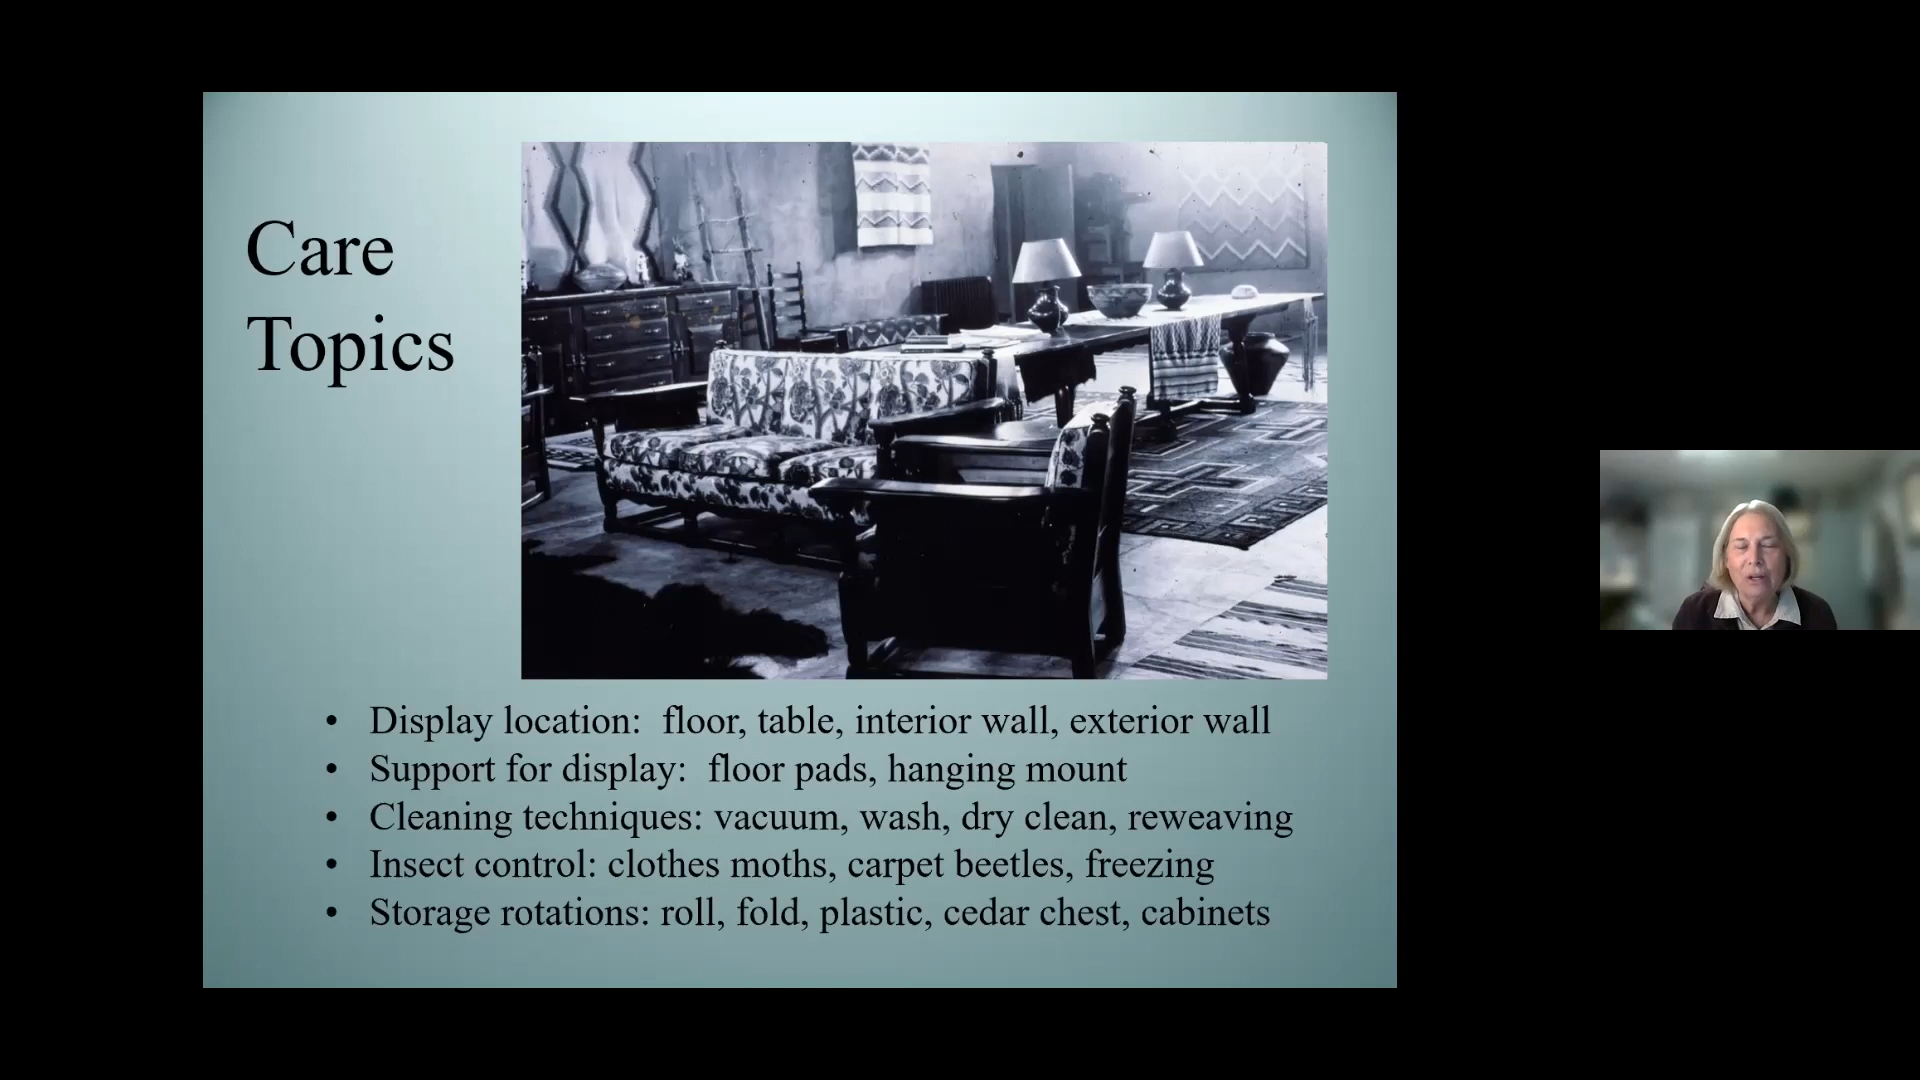 Care
Topics
• Display location:  floor, table, interior wall, exterior wall
• Support for display:  floor pads, hanging mount
• Cleaning techniques: vacuum, wash, dry clean, reweaving
• Insect control: clothes moths, carpet beetles, freezing
• Storage rotations: roll, fold, plastic, cedar chest, cabinets